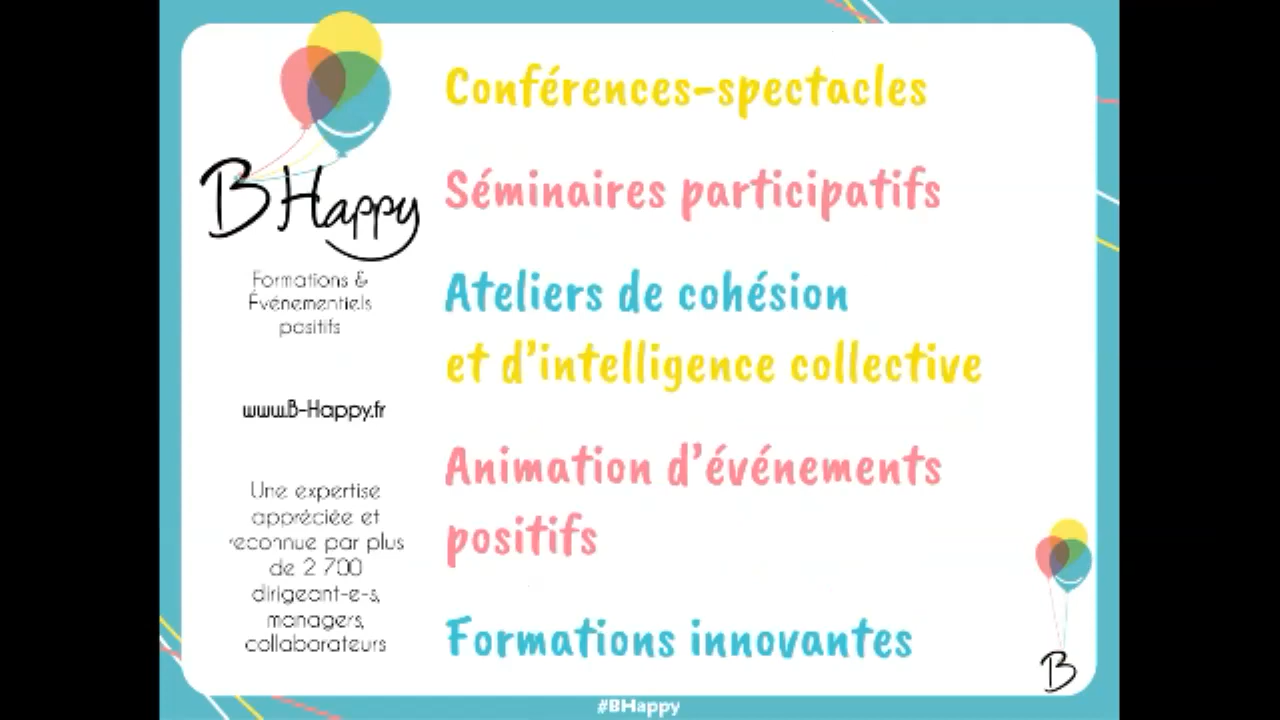 B Happy
Formations &
Événementiels
positifs
www.B-Happy.fr
Une expertise
appréciée et
reconnue par plus
de 2 700
dirigeant-e-s,
managers,
collaborateurs
Conférences-spectacles
Séminaires participatifs
Ateliers de cohésion
et d'intelligence collective
Animation d'événements
positifs
Formations innovantes
B
#BHappy